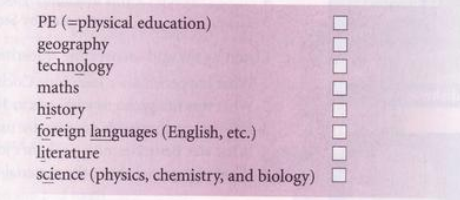 PE (=physical education)
geography
technology
maths
history
foreign languages (English, etc.)
literature
science (physics, chemistry, and biology)